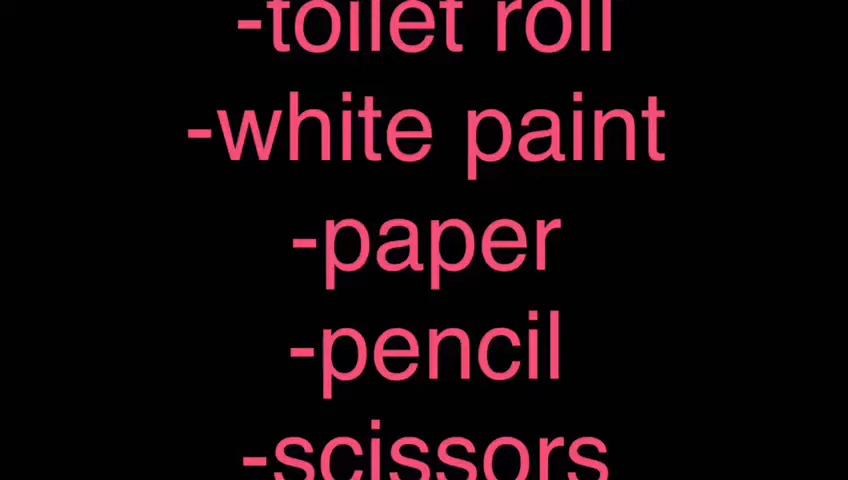 -toilet roll
-white paint
-paper
-pencil
-scissors